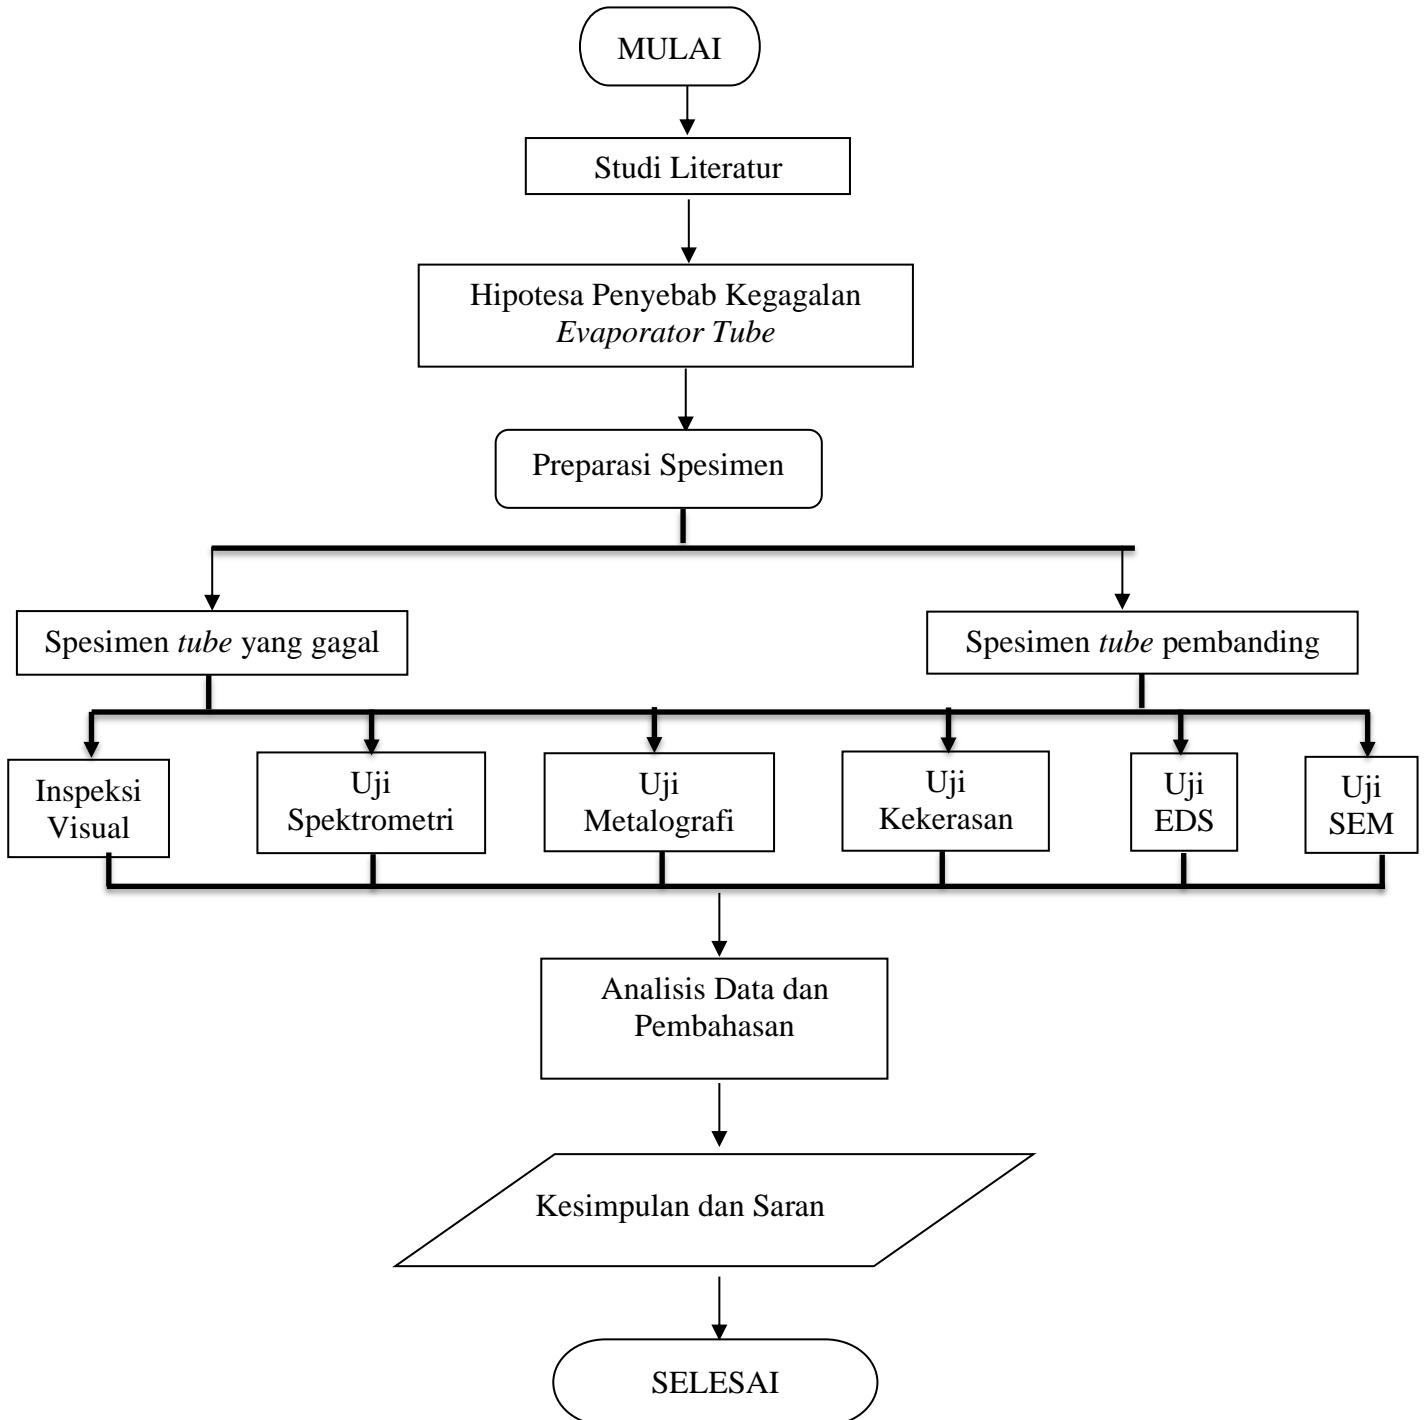 MULAI
Studi Literatur
Hipotesa Penyebab Kegagalan
Evaporator Tube
Preparasi Spesimen
Spesimen tube yang gagal
Spesimen tube pembanding
Inspeksi
Visual
Uji
Spektrometri
Uji
Metalografi
Uji
Kekerasan
Uji
EDS
Uji
SEM
Analisis Data dan
Pembahasan
Kesimpulan dan Saran
SELESAI